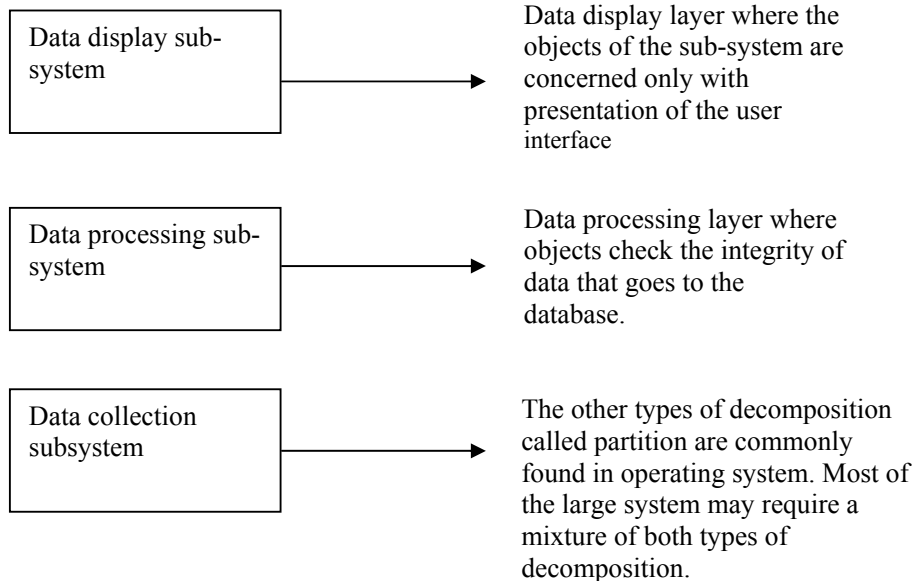 Data display sub-
system
Data display layer where the
objects of the sub-system are
concerned only with
presentation of the user
interface
Data processing sub-
system
Data processing layer where
objects check the integrity of
data that goes to the
database.
Data collection
subsystem
The other types of decomposition
called partition are commonly
found in operating system. Most of
the large system may require a
mixture of both types of
decomposition.